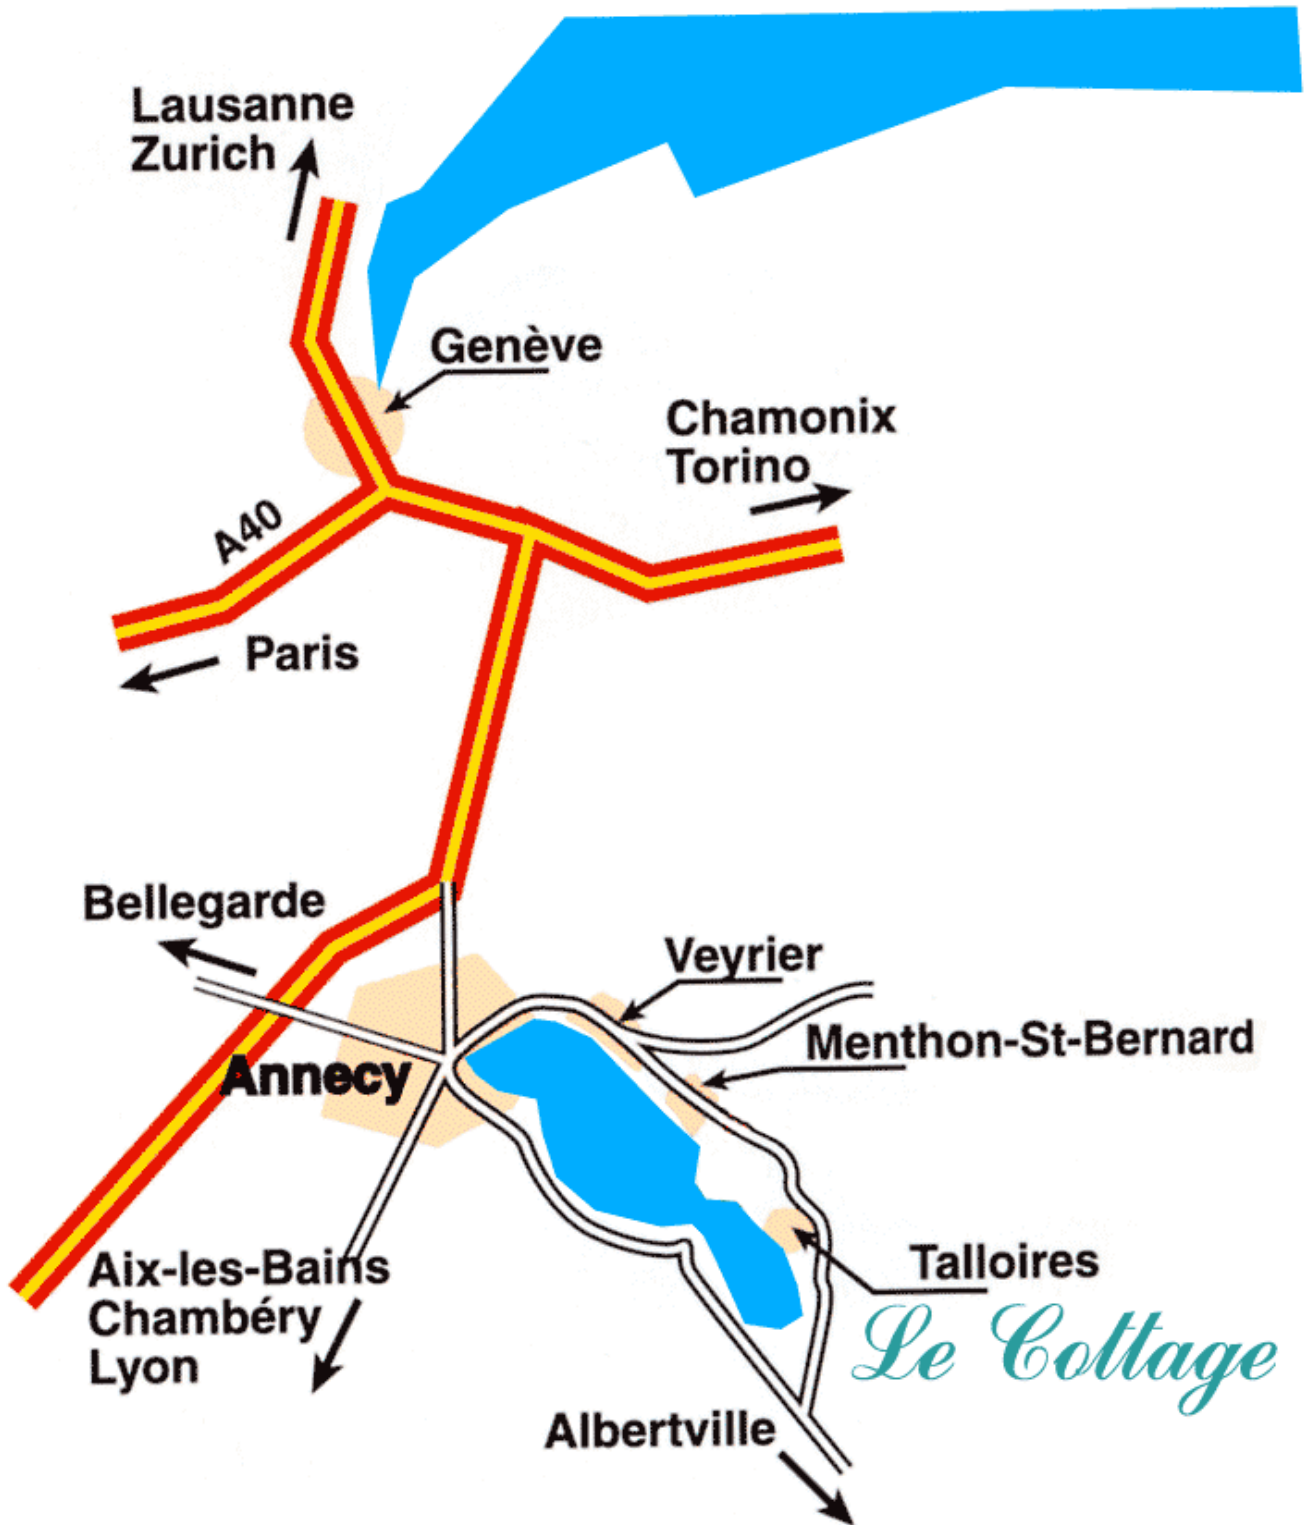 Lausanne
Zurich
Genève
Chamonix
Torino
A40
Paris
Bellegarde
Veyrier
Menthon-St-Bernard
Annecy
Talloires
Aix-les-Bains
Chambéry
Lyon
Le Cottage
Albertville